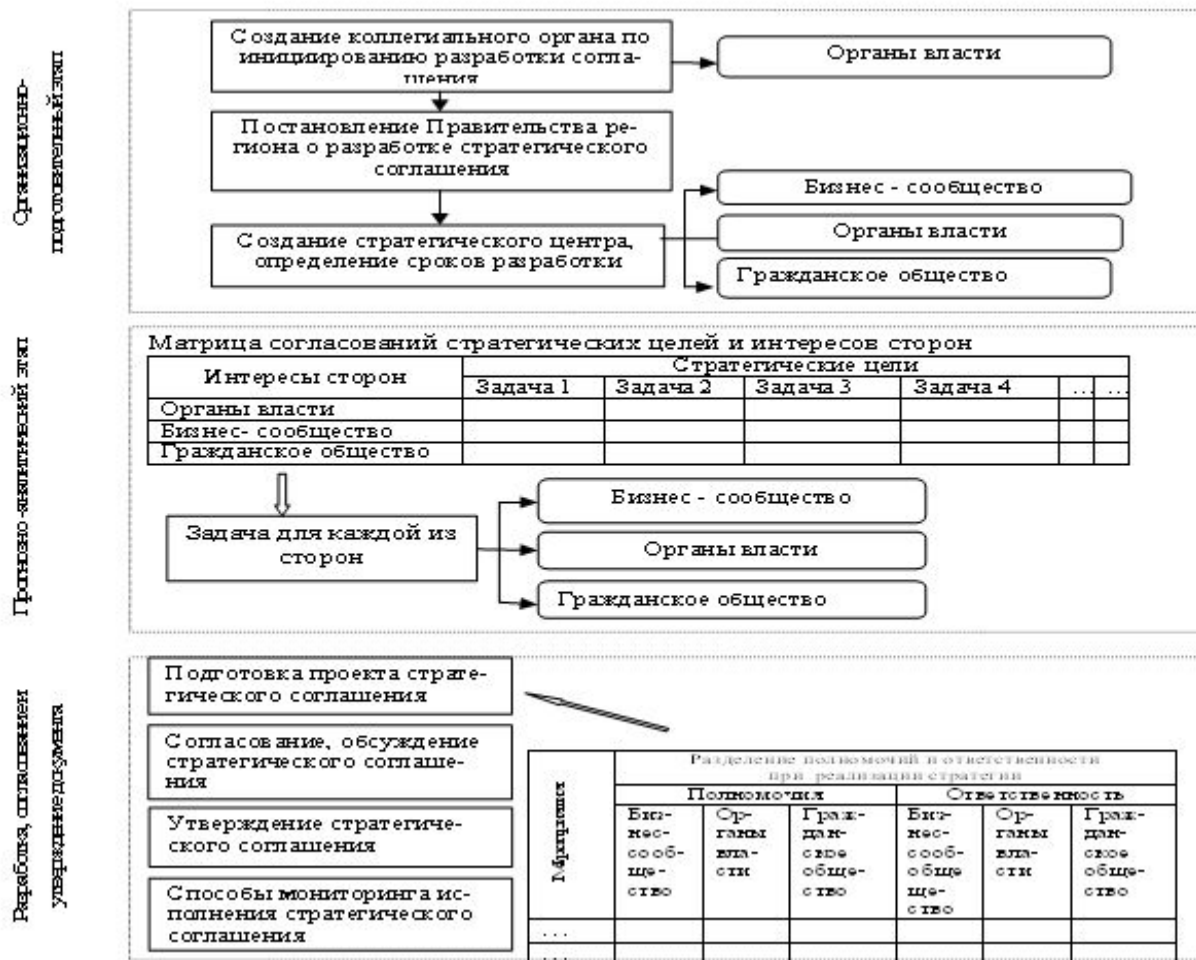 Организационно-
подготовительный этап
Создание коллегиального органа по
инициированию разработки согла-
шения
Органы власти
Постановление Правительства ре-
гиона о разработке стратегического
соглашения
Создание стратегического центра,
определение сроков разработки
Бизнес - сообщество
Органы власти
Гражданское общество
Прогнозно-аналитический этап
Матрица согласований стратегических целей и интересов сторон
Интересы сторон
Стратегические цели
Задача 1
Задача 2
Задача 3
Задача 4
...
...
Органы власти
Бизнес- сообщество
Гражданское общество
Задача для каждой из
сторон
Бизнес - сообщество
Органы власти
Гражданское общество
Разработка, согласование и
утверждение документа
Подготовка проекта страте-
гического соглашения
Согласование, обсуждение
стратегического соглаше-
ния
Утверждение стратегиче-
ского соглашения
Способы мониторинга ис-
полнения стратегического
соглашения
Мероприятия
Разделение полномочий и ответственности
при реализации стратегии
Полномочия
Ответственность
Биз-
нес-
сооб-
ще-
ство
Ор-
ганы
вла-
сти
Граж-
дан-
ское
обще-
ство
Биз-
нес-
сооб-
обще
ще-
ство
Ор-
ганы
вла-
сти
Граж-
дан-
ское
обще-
ство
...
...